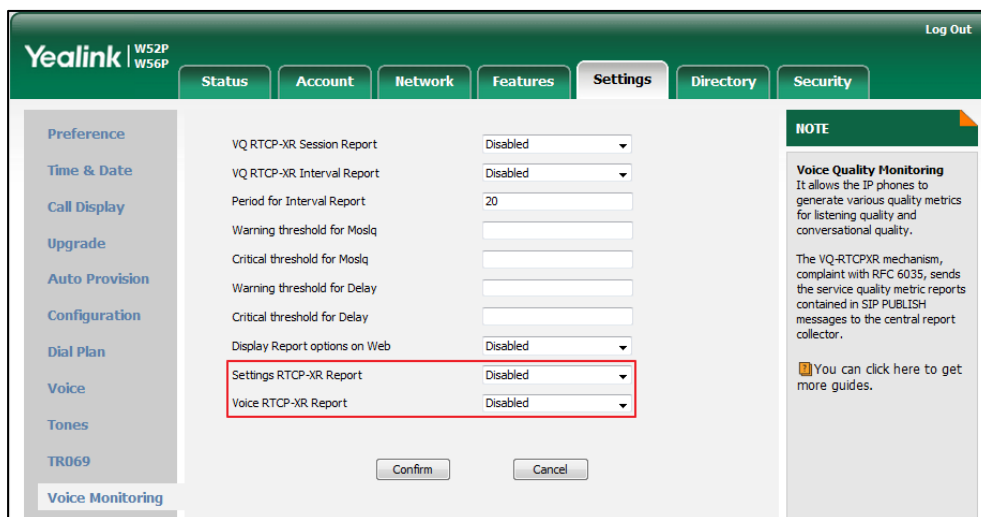 Log Out
Yealink | W52P
W56P
Status Account Network Features Settings Directory Security
Preference
Time & Date
Call Display
Upgrade
Auto Provision
Configuration
Dial Plan
Voice
Tones
TR069
Voice Monitoring
VQ RTCP-XR Session Report Disabled
VQ RTCP-XR Interval Report Disabled
Period for Interval Report 20
Warning threshold for Moslq
Critical threshold for Moslq
Warning threshold for Delay
Critical threshold for Delay
Display Report options on Web Disabled
Settings RTCP-XR Report Disabled
Voice RTCP-XR Report Disabled
Confirm Cancel
NOTE
Voice Quality Monitoring
It allows the IP phones to
generate various quality metrics
for listening quality and
conversational quality.
The VQ-RTCPXR mechanism,
complaint with RFC 6035, sends
the service quality metric reports
contained in SIP PUBLISH
messages to the central report
collector.
You can click here to get
more guides.